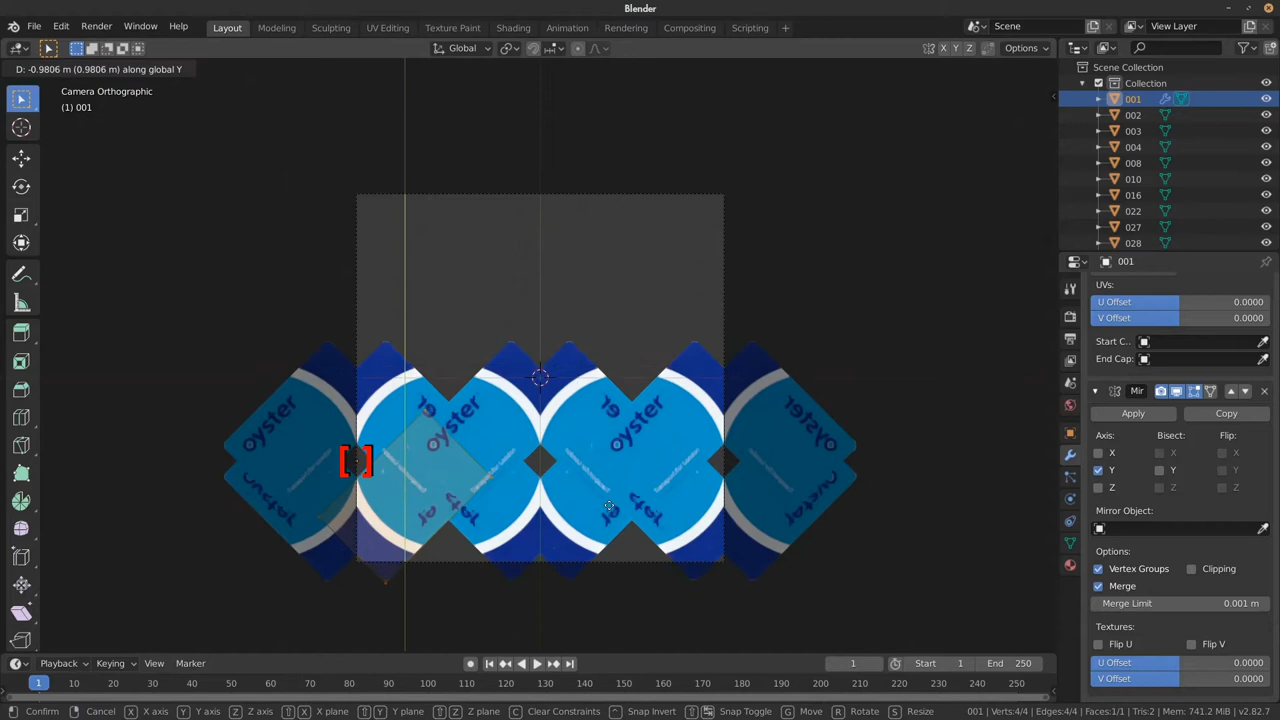 Blender
File Edit Render Window Help Layout Modeling Sculpting UV Editing Texture Paint Shading Animation Rendering Compositing Scripting + Scene View Layer
Global X Y Z Options
D: -0.9806 m (0.9806 m) along global Y
Camera Orthographic
(1) 001
Scene Collection
Collection
001
002
003
004
008
010
016
022
027
028
001
UVs:
U Offset 0.0000
V Offset 0.0000
Start C..
End Cap:
Mir
Apply Copy
Axis: Bisect: Flip:
X X X
Y Y Y
Z Z Z
Mirror Object:
Options:
Vertex Groups Clipping
Merge
Merge Limit 0.001 m
Textures:
Flip U Flip V
U Offset 0.0000
V Offset 0.0000
oyster oyster
Playback Keying View Marker 1 Start 1 End 250
1 10 20 30 40 50 60 70 80 90 100 110 120 130 140 150 160 170 180 190 200 210 220 230 240 250
Confirm Cancel X X axis Y Y axis Z Z axis X X plane Y Y plane Z Z plane C Clear Constraints Snap Invert Snap Toggle G Move R Rotate S Resize 001 | Verts:4/4 | Edges:4/4 | Faces:1/1 | Tris:2 | Mem: 741.2 MiB | v2.82.7